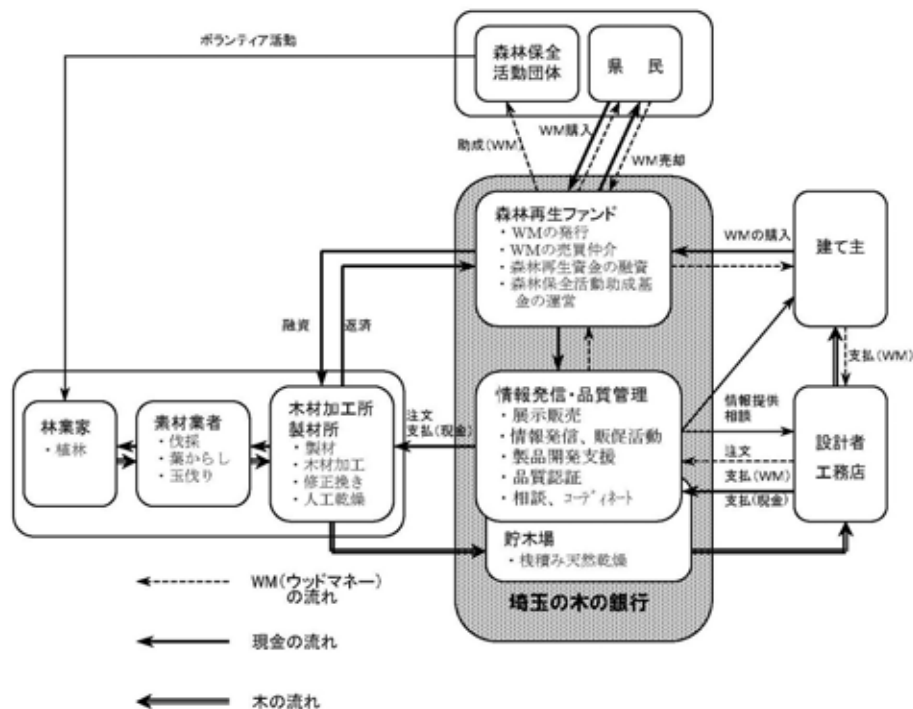 ボランティア活動
森林保全
活動団体
県　民
助成(WM)
WM購入
WM売却
森林再生ファンド
・WMの発行
・WMの売買仲介
・森林再生資金の融資
・森林保全活動助成基
金の運営
WMの購入
建て主
融資
返済
支払(WM)
林業家
・植林
素材業者
・伐採
・葉からし
・玉伐り
木材加工所
製材所
・製材
・木材加工
・修正挽き
・人工乾燥
注文
支払(現金)
情報発信・品質管理
・展示販売
・情報発信、販促活動
・製品開発支援
・品質認証
・相談、コーディネート
情報提供
相談
注文
支払(WM)
支払(現金)
設計者
工務店
貯木場
・桟積み天然乾燥
埼玉の木の銀行
WM(ウッドマネー)
の流れ
現金の流れ
木の流れ